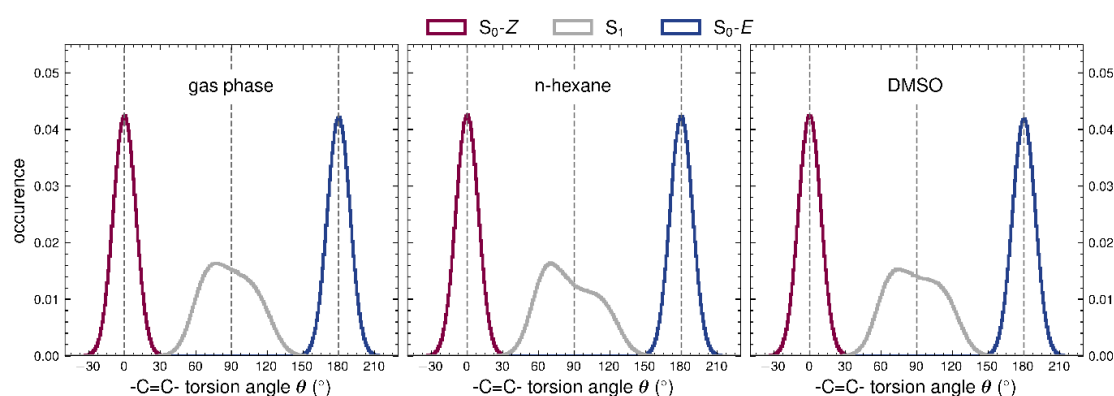 S₀-Z S₁ S₀-E
gas phase n-hexane DMSO
occurence
0.05 0.05
0.04 0.04
0.03 0.03
0.02 0.02
0.01 0.01
0.00 0.00
−30 0 30 60 90 120 150 180 210 −30 0 30 60 90 120 150 180 210 −30 0 30 60 90 120 150 180 210
-C=C- torsion angle θ (°) -C=C- torsion angle θ (°) -C=C- torsion angle θ (°)